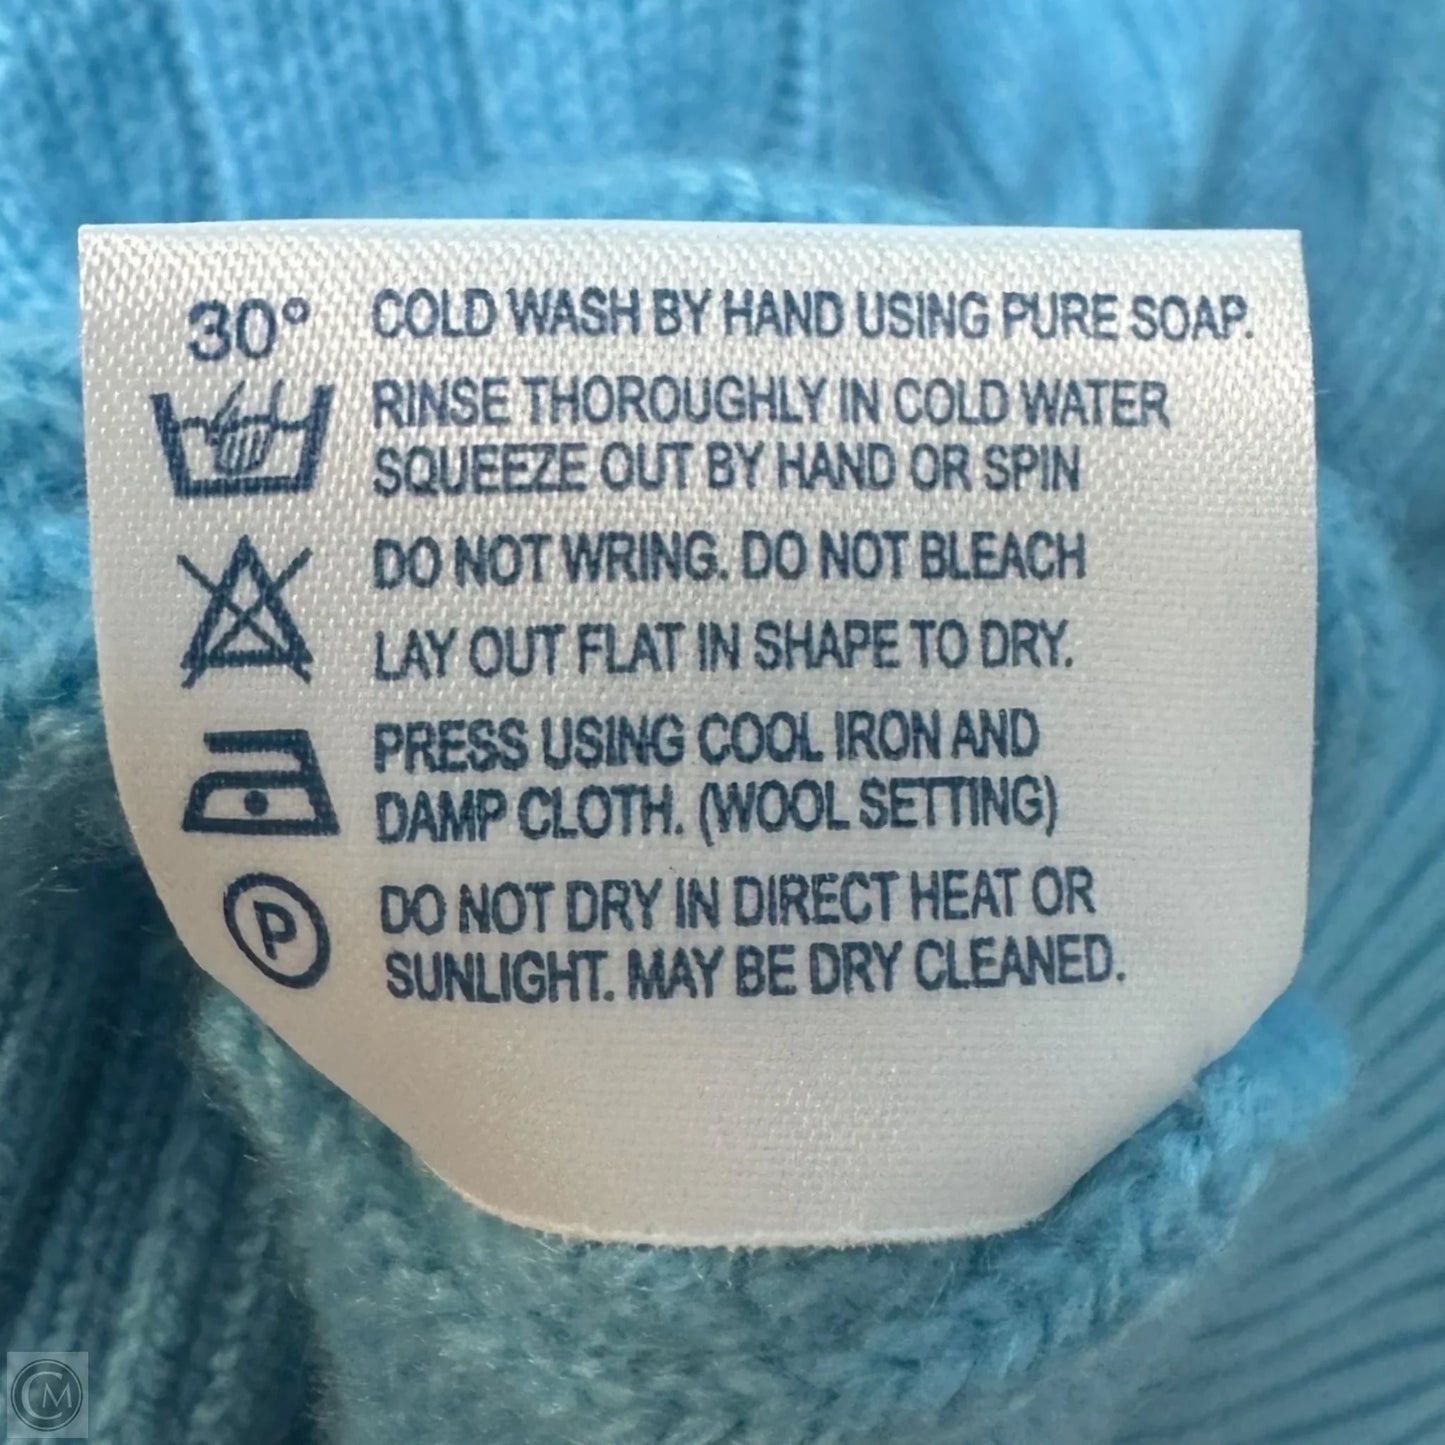 30° COLD WASH BY HAND USING PURE SOAP.
RINSE THOROUGHLY IN COLD WATER
SQUEEZE OUT BY HAND OR SPIN
DO NOT WRING. DO NOT BLEACH
LAY OUT FLAT IN SHAPE TO DRY.
PRESS USING COOL IRON AND
DAMP CLOTH. (WOOL SETTING)
P DO NOT DRY IN DIRECT HEAT OR
SUNLIGHT. MAY BE DRY CLEANED.
CM